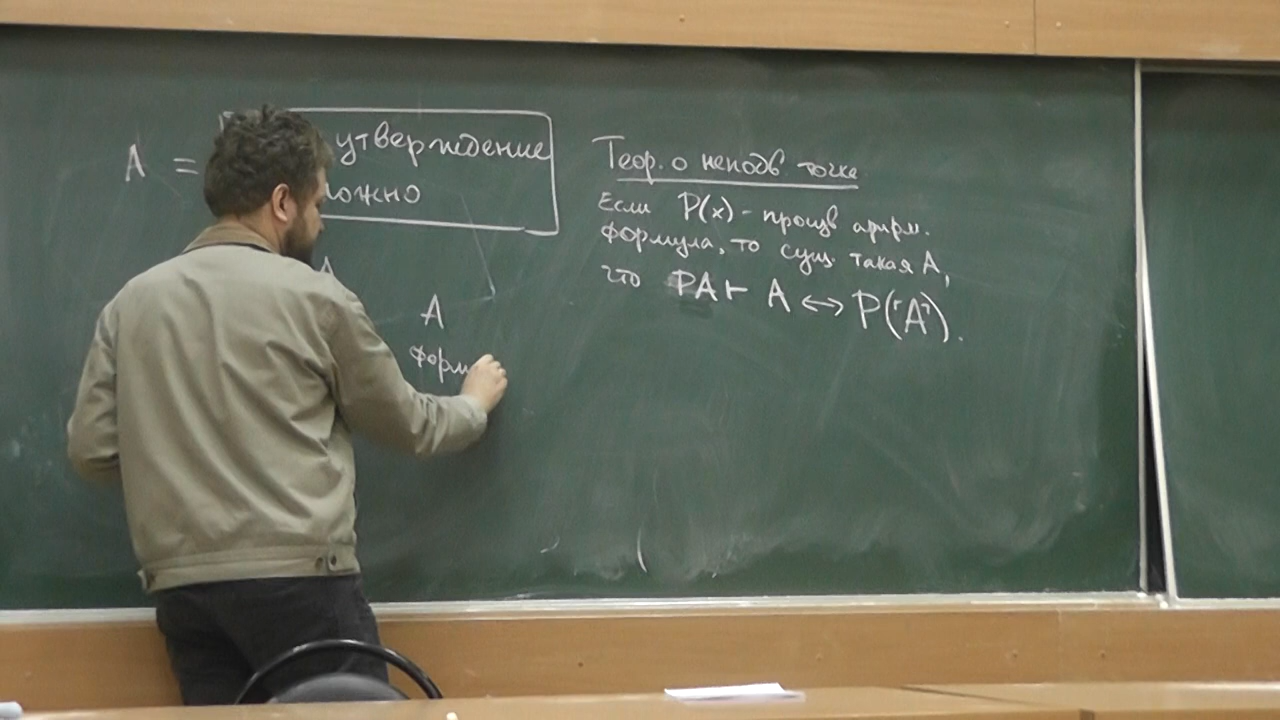 A = утверждение
ложно
A
A
форм
Теор. о неподв точке
Если P(x) - произв арифм.
формула, то сущ. такая A,
что PA ⊢ A ↔ P(⌜A⌝).